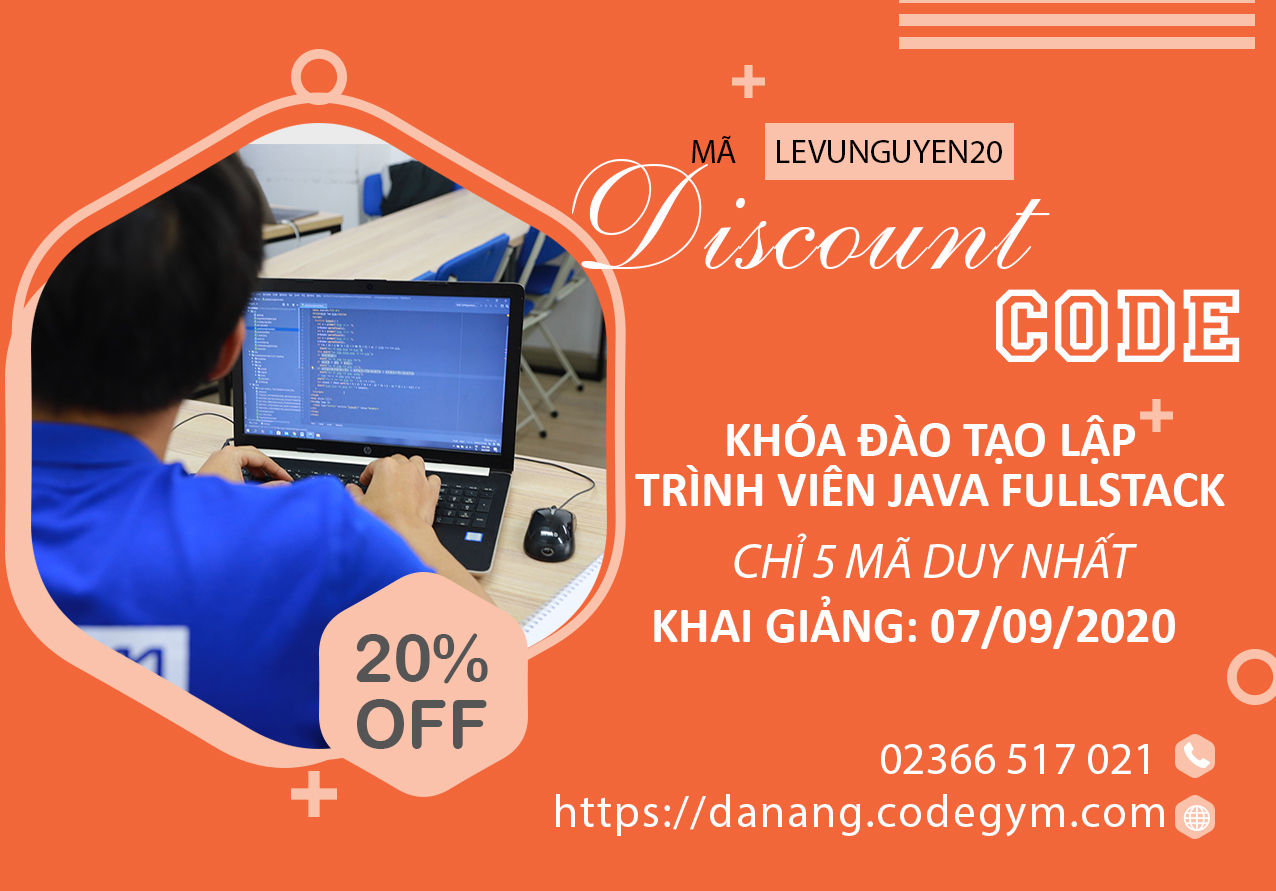 MÃ LEVUNGUYEN20
Discount
CODE
KHÓA ĐÀO TẠO LẬP
TRÌNH VIÊN JAVA FULLSTACK
CHỈ 5 MÃ DUY NHẤT
KHAI GIẢNG: 07/09/2020
20%
OFF
02366 517 021
https://danang.codegym.com